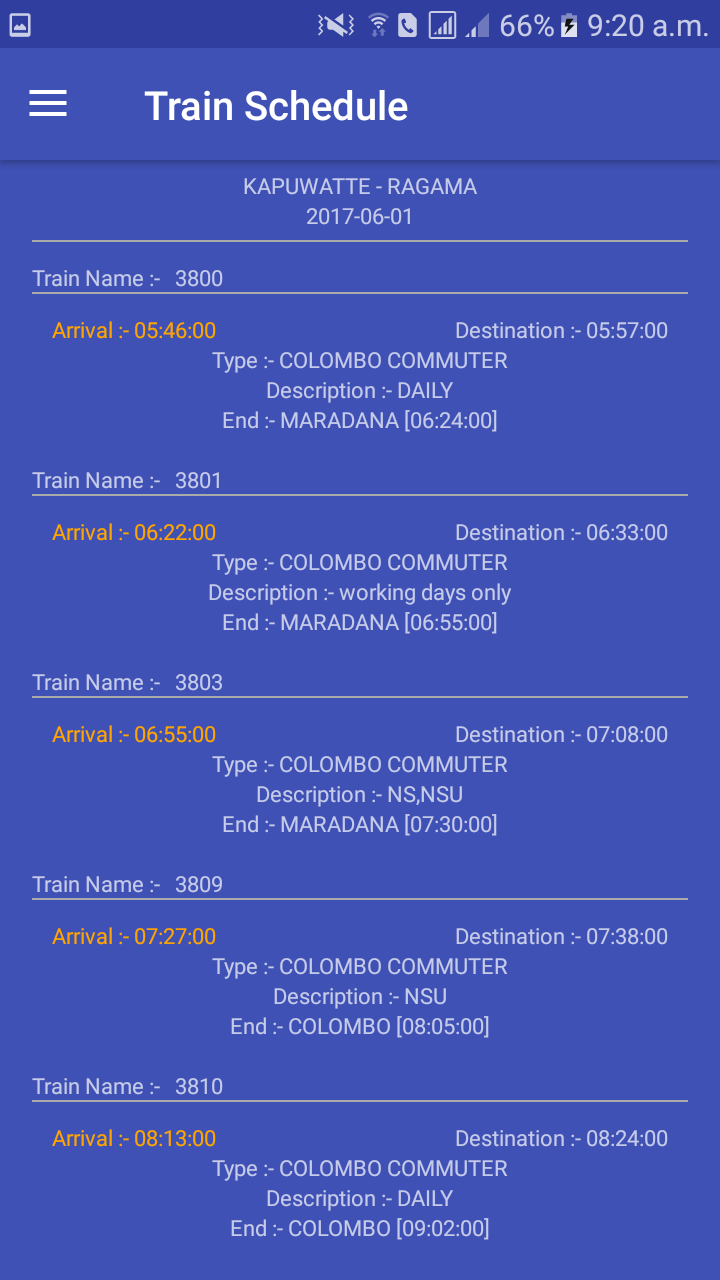 66% 9:20 a.m.
Train Schedule
KAPUWATTE - RAGAMA
2017-06-01
Train Name :- 3800
Arrival :- 05:46:00 Destination :- 05:57:00
Type :- COLOMBO COMMUTER
Description :- DAILY
End :- MARADANA [06:24:00]
Train Name :- 3801
Arrival :- 06:22:00 Destination :- 06:33:00
Type :- COLOMBO COMMUTER
Description :- working days only
End :- MARADANA [06:55:00]
Train Name :- 3803
Arrival :- 06:55:00 Destination :- 07:08:00
Type :- COLOMBO COMMUTER
Description :- NS,NSU
End :- MARADANA [07:30:00]
Train Name :- 3809
Arrival :- 07:27:00 Destination :- 07:38:00
Type :- COLOMBO COMMUTER
Description :- NSU
End :- COLOMBO [08:05:00]
Train Name :- 3810
Arrival :- 08:13:00 Destination :- 08:24:00
Type :- COLOMBO COMMUTER
Description :- DAILY
End :- COLOMBO [09:02:00]